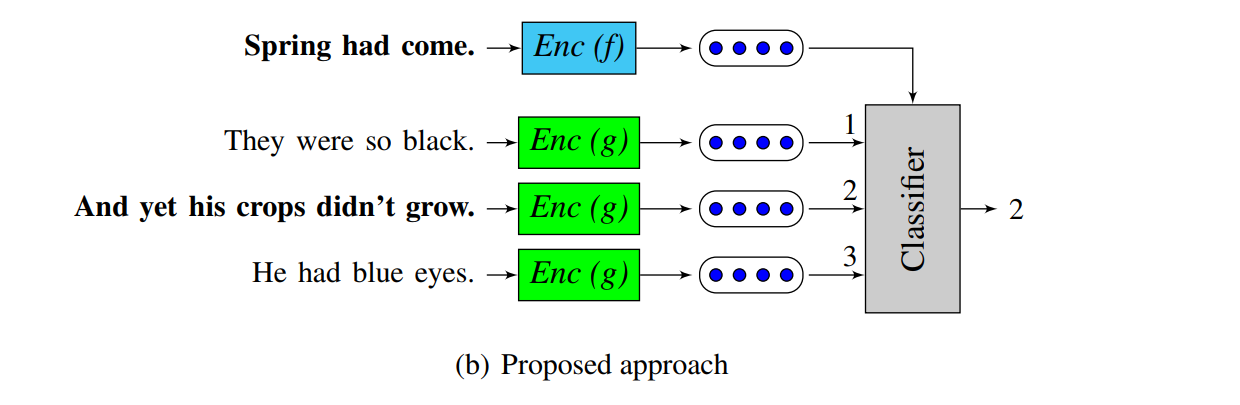 Spring had come. Enc (f)
They were so black. Enc (g) 1
And yet his crops didn't grow. Enc (g) 2
He had blue eyes. Enc (g) 3
Classifier
2
(b) Proposed approach